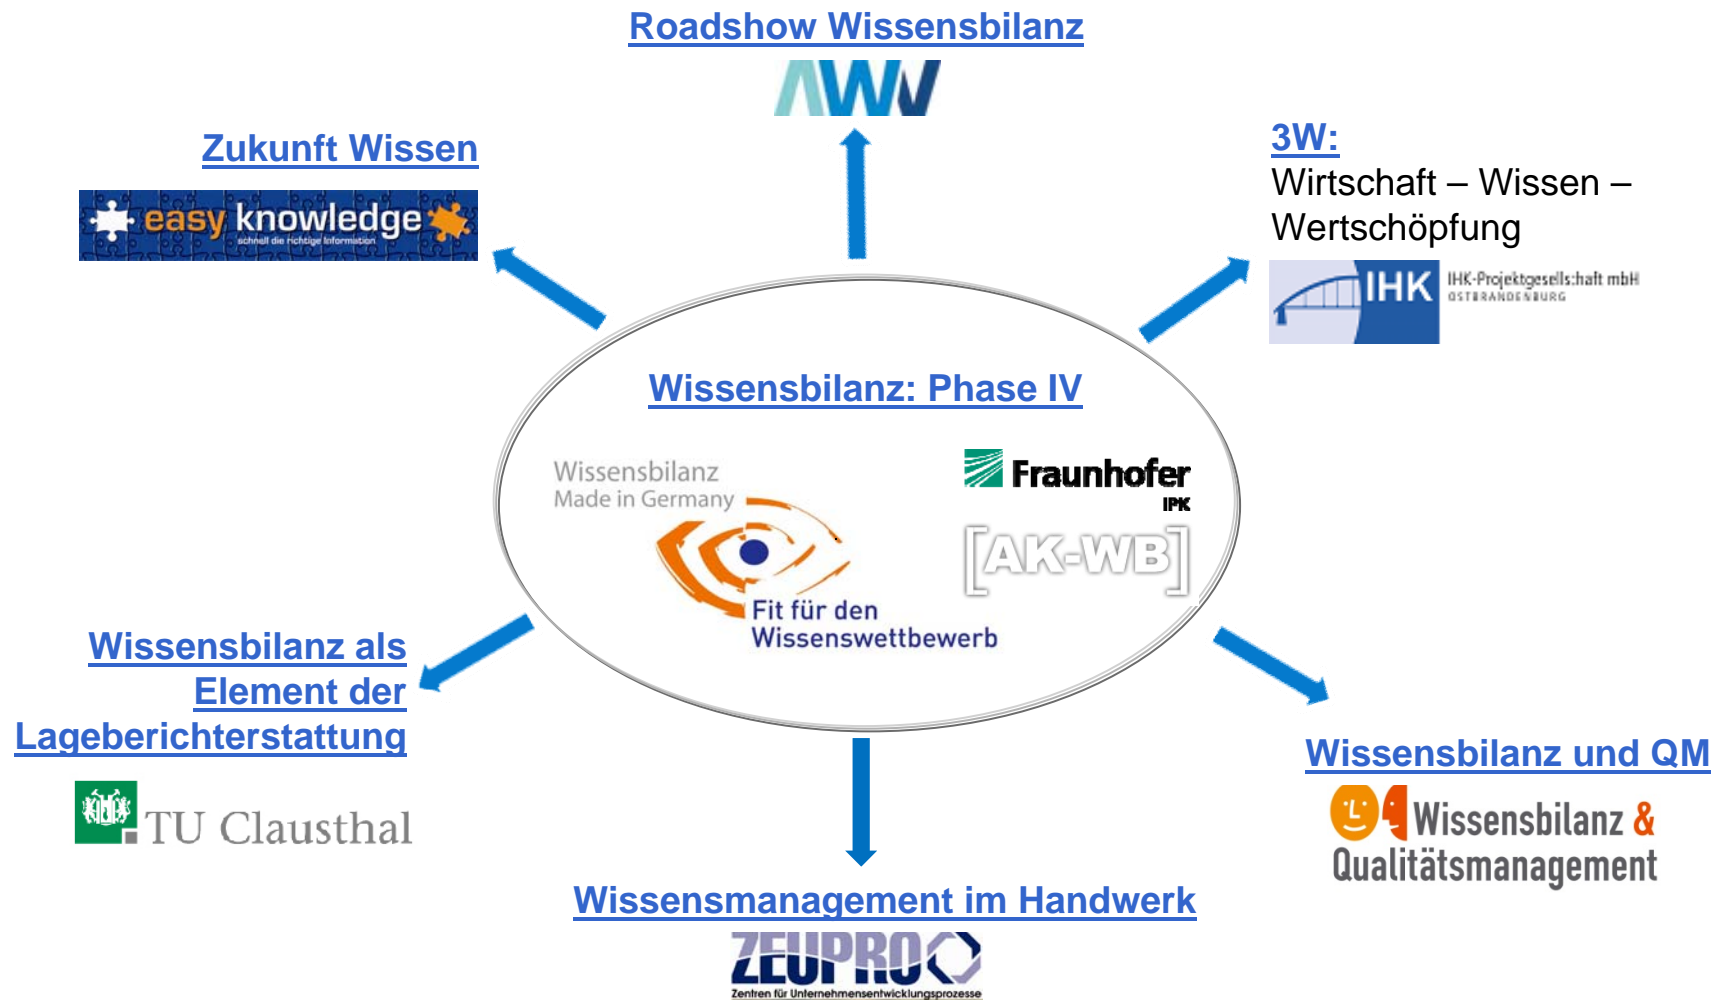 Roadshow Wissensbilanz
AWV
Zukunft Wissen
easy knowledge
schnell die richtige Information
3W:
Wirtschaft – Wissen –
Wertschöpfung
IHK
IHK-Projektgesellschaft mbH
OSTBRANDENBURG
Wissensbilanz: Phase IV
Wissensbilanz
Made in Germany
Fit für den
Wissenswettbewerb
Fraunhofer
IPK
[AK-WB]
Wissensbilanz als
Element der
Lageberichterstattung
TU Clausthal
Wissensbilanz und QM
Wissensbilanz &
Qualitätsmanagement
Wissensmanagement im Handwerk
ZEUPRO
Zentren für Unternehmensentwicklungsprozesse